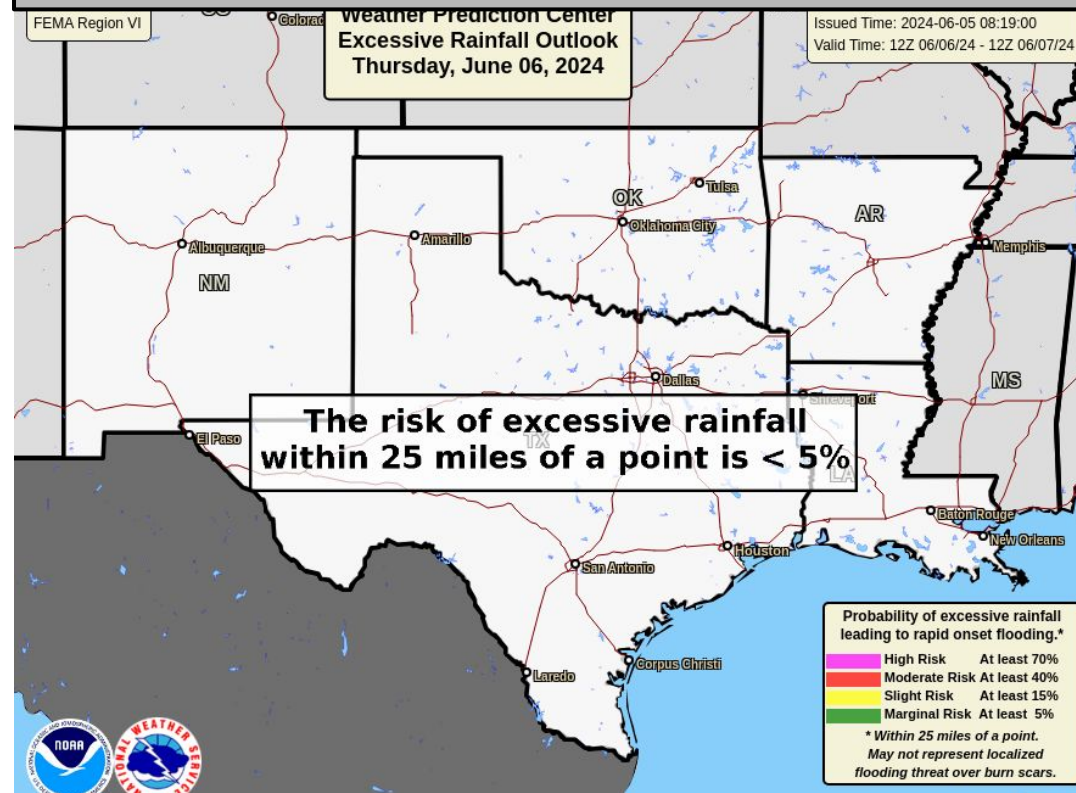 FEMA Region VI
Weather Prediction Center
Excessive Rainfall Outlook
Thursday, June 06, 2024
Issued Time: 2024-06-05 08:19:00
Valid Time: 12Z 06/06/24 - 12Z 06/07/24
Tulsa
OK
Oklahoma City
AR
Albuquerque
Amarillo
Memphis
NM
Dallas
MS
Shreveport
The risk of excessive rainfall
within 25 miles of a point is < 5%
El Paso
TX
LA
Baton Rouge
New Orleans
Houston
San Antonio
Corpus Christi
Laredo
Probability of excessive rainfall
leading to rapid onset flooding.*
High Risk At least 70%
Moderate Risk At least 40%
Slight Risk At least 15%
Marginal Risk At least 5%
* Within 25 miles of a point.
May not represent localized
flooding threat over burn scars.
NOAA
NATIONAL WEATHER SERVICE